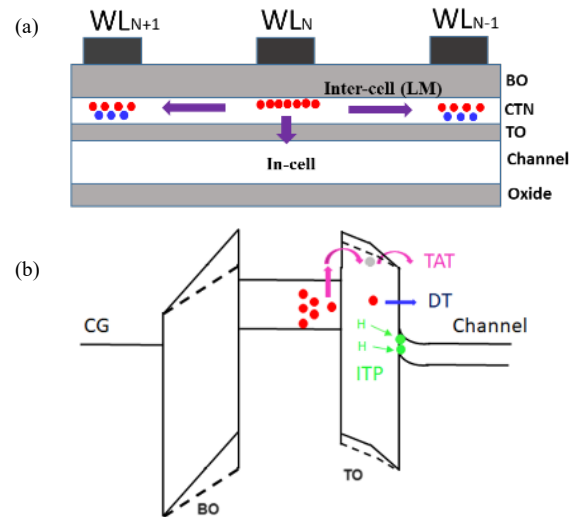 (a)
WLN+1 WLN WLN-1
Inter-cell (LM)
BO
CTN
TO
In-cell
Channel
Oxide
(b)
TAT
DT
CG
Channel
H
H
ITP
BO
TO